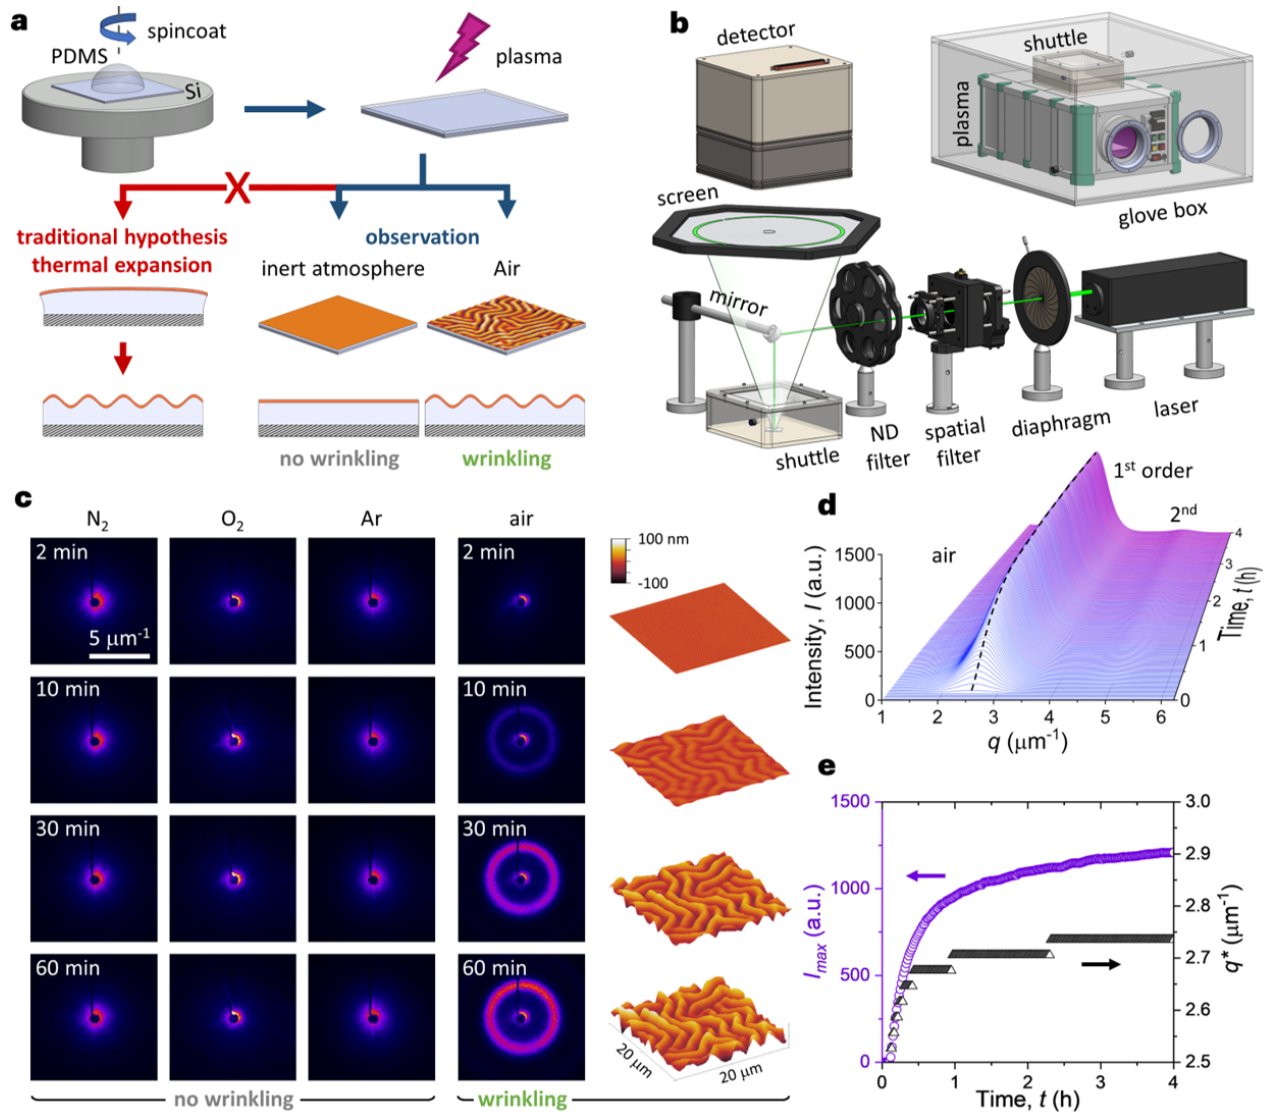 a
spincoat
PDMS
Si
plasma
X
traditional hypothesis
thermal expansion
observation
inert atmosphere
Air
no wrinkling
wrinkling
b
detector
shuttle
plasma
glove box
screen
mirror
shuttle
ND
filter
spatial
filter
diaphragm
laser
c
N2
O2
Ar
air
2 min
5 μm-1
2 min
100 nm
-100
10 min
10 min
30 min
30 min
60 min
60 min
20 μm
20 μm
no wrinkling
wrinkling
d
1st order
2nd
air
1500
1000
500
0
Intensity, I (a.u.)
1 2 3 4 5 6
q (μm-1)
0
1
2
3
4
Time, t (h)
e
1500
1000
500
0
Imax (a.u.)
3.0
2.9
2.8
2.7
2.6
2.5
q* (μm-1)
0 1 2 3 4
Time, t (h)